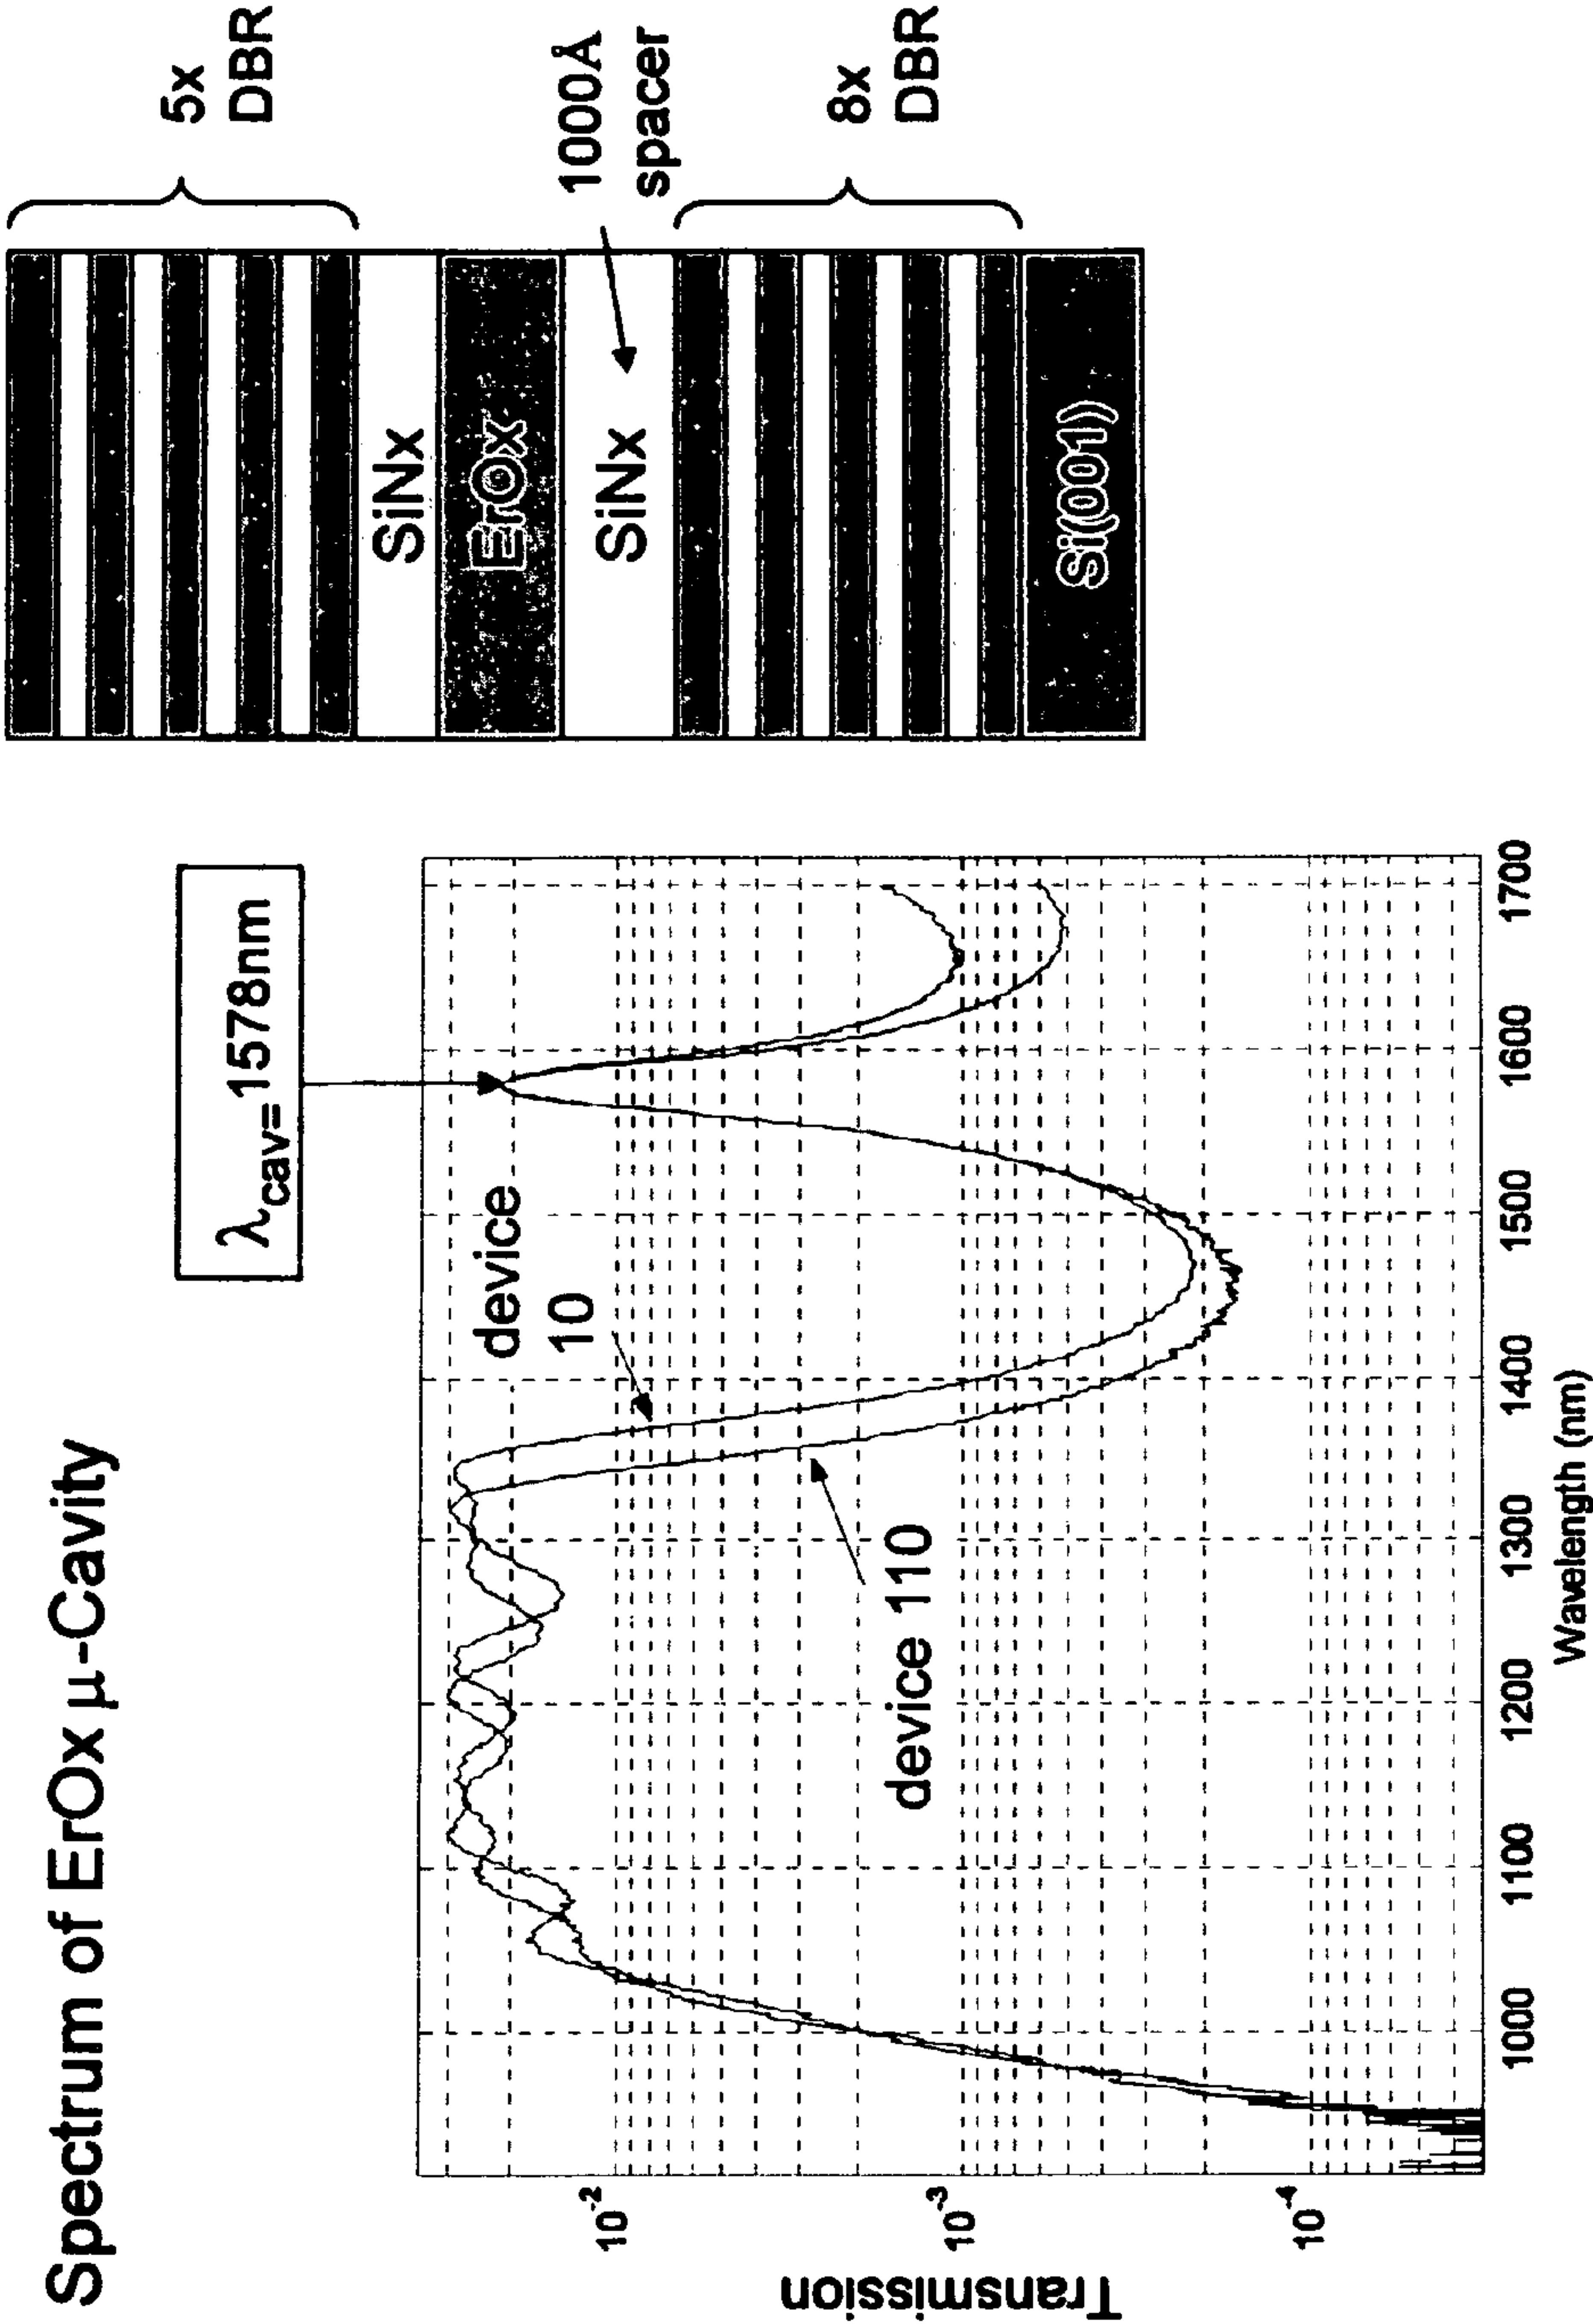 Spectrum of ErOx μ-Cavity
λcav=1578nm
device
10
device 110
Transmission
10-2
10-3
10-4
1000
1100
1200
1300
1400
1500
1600
1700
Wavelength (nm)
5x
DBR
SiNx
ErOx
1000Å
spacer
SiNx
8x
DBR
Si(001)